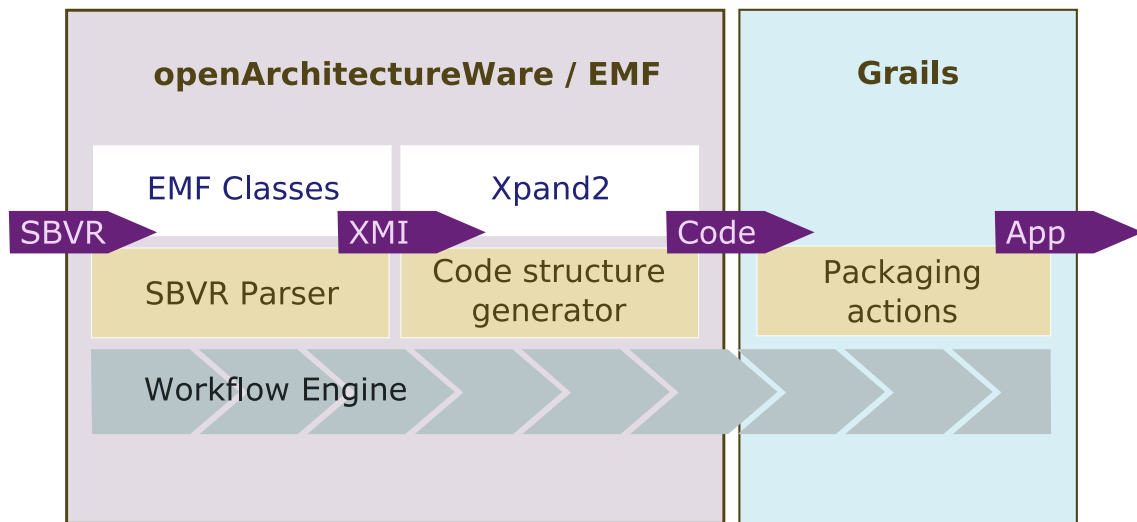 openArchitectureWare / EMF
Grails
EMF Classes
Xpand2
SBVR
XMI
Code
App
SBVR Parser
Code structure
generator
Packaging
actions
Workflow Engine